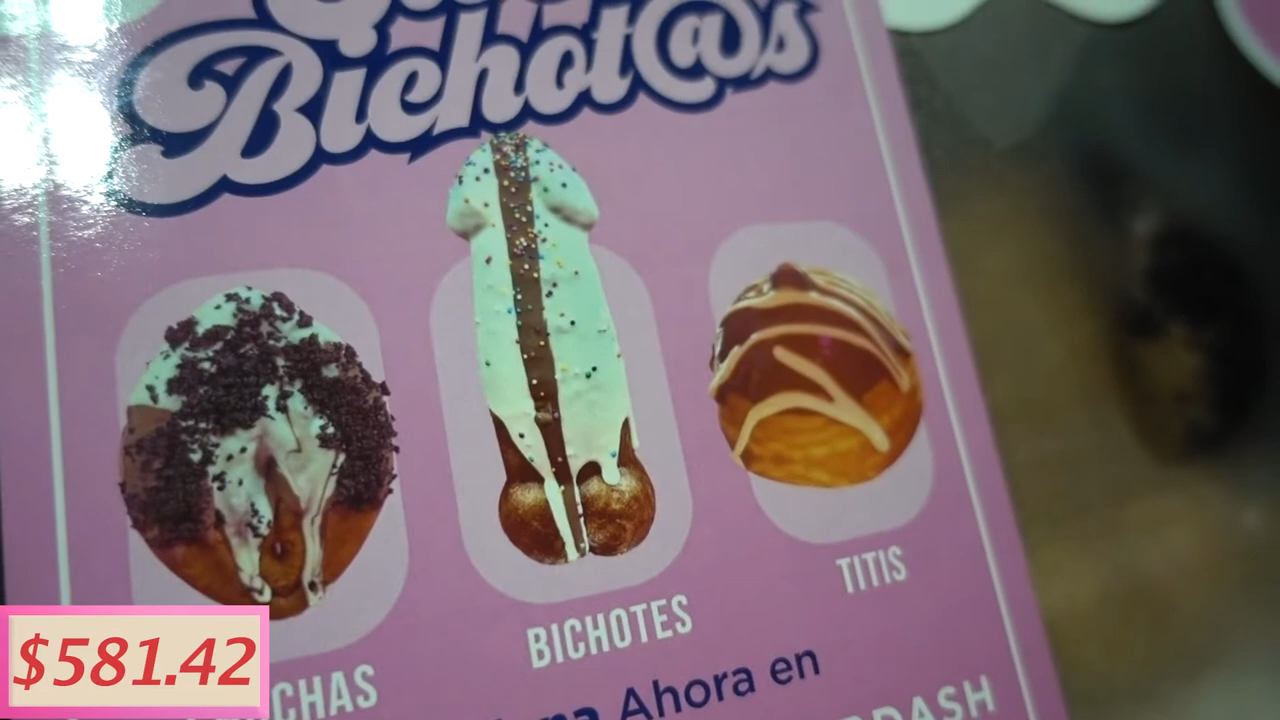 Bichot@s
TITIS
BICHOTES
CHAS
Ahora en
DASH
$581.42